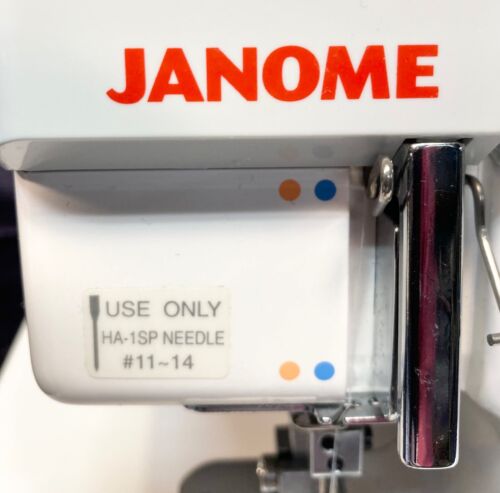 JANOME
USE ONLY
HA-1SP NEEDLE
#11~14